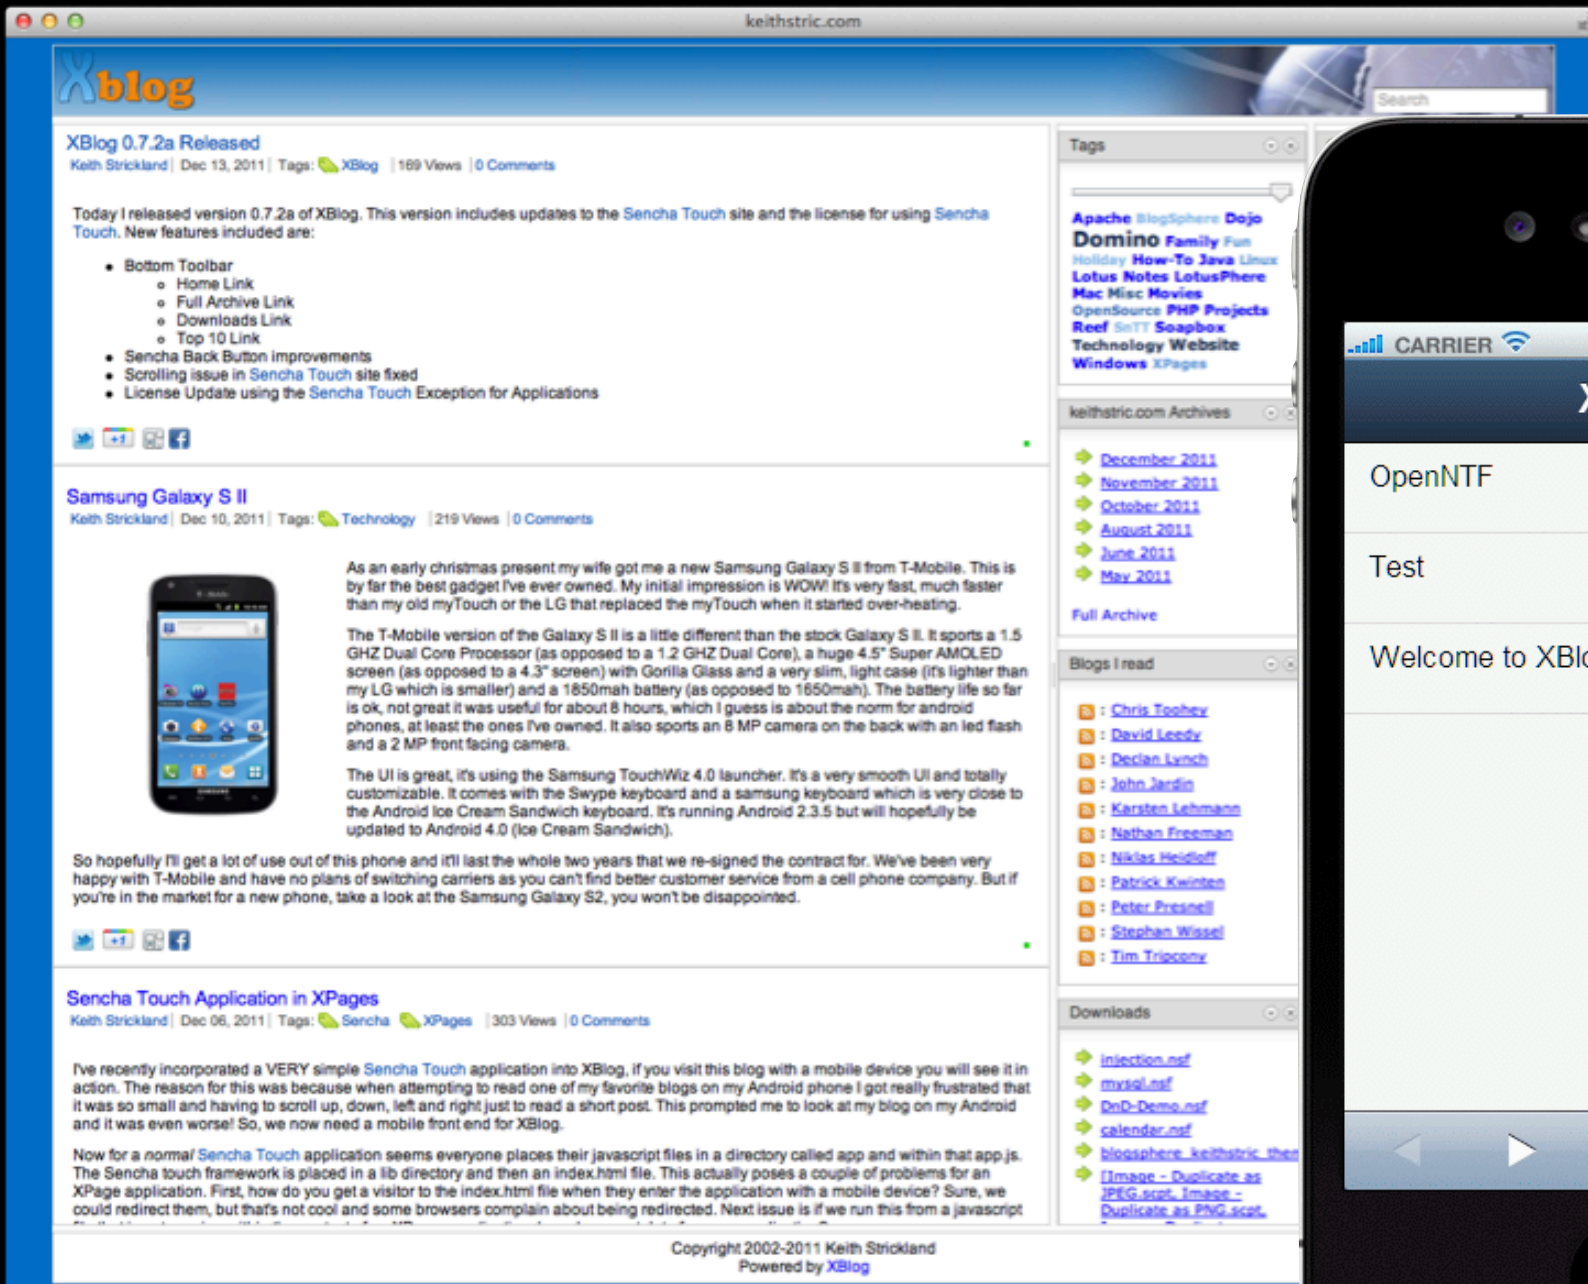 keithstric.com
Xblog
Search
XBlog 0.7.2a Released
Keith Strickland | Dec 13, 2011 | Tags: XBlog | 169 Views | 0 Comments
Today I released version 0.7.2a of XBlog. This version includes updates to the Sencha Touch site and the license for using Sencha
Touch. New features included are:
Bottom Toolbar
Home Link
Full Archive Link
Downloads Link
Top 10 Link
Sencha Back Button improvements
Scrolling issue in Sencha Touch site fixed
License Update using the Sencha Touch Exception for Applications
+1
Samsung Galaxy S II
Keith Strickland | Dec 10, 2011 | Tags: Technology | 219 Views | 0 Comments
As an early christmas present my wife got me a new Samsung Galaxy S II from T-Mobile. This is
by far the best gadget I've ever owned. My initial impression is WOW! It's very fast, much faster
than my old myTouch or the LG that replaced the myTouch when it started over-heating.
The T-Mobile version of the Galaxy S II is a little different than the stock Galaxy S II. It sports a 1.5
GHZ Dual Core Processor (as opposed to a 1.2 GHZ Dual Core), a huge 4.5" Super AMOLED
screen (as opposed to a 4.3" screen) with Gorilla Glass and a very slim, light case (it's lighter than
my LG which is smaller) and a 1850mah battery (as opposed to 1650mah). The battery life so far
is ok, not great it was useful for about 8 hours, which I guess is about the norm for android
phones, at least the ones I've owned. It also sports an 8 MP camera on the back with an led flash
and a 2 MP front facing camera.
The UI is great, it's using the Samsung TouchWiz 4.0 launcher. It's a very smooth UI and totally
customizable. It comes with the Swype keyboard and a samsung keyboard which is very close to
the Android Ice Cream Sandwich keyboard. It's running Android 2.3.5 but will hopefully be
updated to Android 4.0 (Ice Cream Sandwich).
So hopefully I'll get a lot of use out of this phone and it'll last the whole two years that we re-signed the contract for. We've been very
happy with T-Mobile and have no plans of switching carriers as you can't find better customer service from a cell phone company. But if
you're in the market for a new phone, take a look at the Samsung Galaxy S2, you won't be disappointed.
+1
Sencha Touch Application in XPages
Keith Strickland | Dec 06, 2011 | Tags: Sencha XPages | 303 Views | 0 Comments
I've recently incorporated a VERY simple Sencha Touch application into XBlog, if you visit this blog with a mobile device you will see it in
action. The reason for this was because when attempting to read one of my favorite blogs on my Android phone I got really frustrated that
it was so small and having to scroll up, down, left and right just to read a short post. This prompted me to look at my blog on my Android
and it was even worse! So, we now need a mobile front end for XBlog.
Now for a normal Sencha Touch application seems everyone places their javascript files in a directory called app and within that app.js.
The Sencha touch framework is placed in a lib directory and then an index.html file. This actually poses a couple of problems for an
XPage application. First, how do you get a visitor to the index.html file when they enter the application with a mobile device? Sure, we
could redirect them, but that's not cool and some browsers complain about being redirected. Next issue is if we run this from a javascript
Tags
Apache BlogSphere Dojo
Domino Family Fun
Holiday How-To Java Linux
Lotus Notes LotusPhere
Mac Misc Movies
OpenSource PHP Projects
Reef SnTT Soapbox
Technology Website
Windows XPages
keithstric.com Archives
December 2011
November 2011
October 2011
August 2011
June 2011
May 2011
Full Archive
Blogs I read
: Chris Toohey
: David Leedy
: Declan Lynch
: John Jardin
: Karsten Lehmann
: Nathan Freeman
: Niklas Heidloff
: Patrick Kwinten
: Peter Presnell
: Stephan Wissel
: Tim Tripcony
Downloads
injection.nsf
mysql.nsf
DnD-Demo.nsf
calendar.nsf
blogsphere_keithstric_then
[Image - Duplicate as
JPEG.scpt, Image -
Duplicate as PNG.scpt,
Copyright 2002-2011 Keith Strickland
Powered by XBlog
CARRIER
X
OpenNTF
Test
Welcome to XBlo